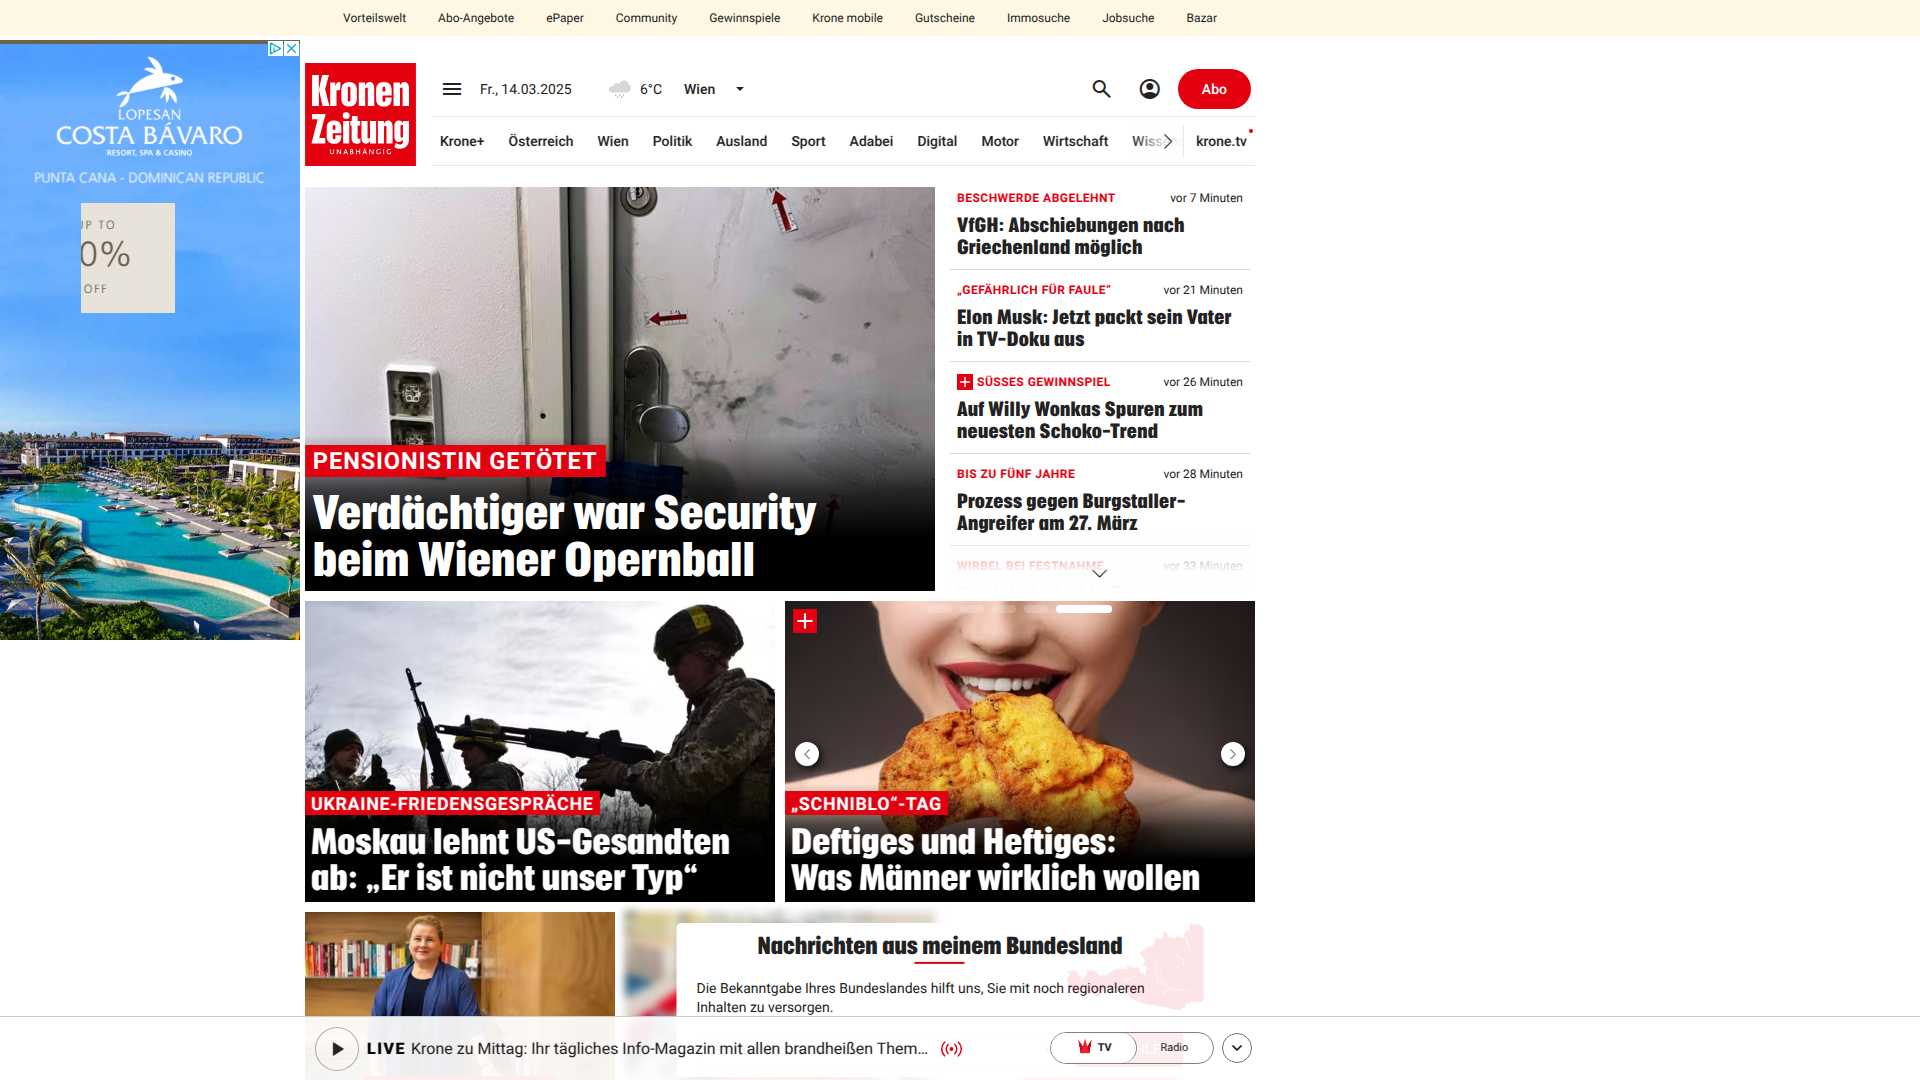 Vorteilswelt
Abo-Angebote
ePaper
Community
Gewinnspiele
Krone mobile
Gutscheine
Immosuche
Jobsuche
Bazar
LOPESAN
COSTA BÁVARO
RESORT, SPA & CASINO
PUNTA CANA - DOMINICAN REPUBLIC
UP TO
0%
OFF
Kronen
Zeitung
UNABHÄNGIG
Fr., 14.03.2025
6°C
Wien
Abo
Krone+
Österreich
Wien
Politik
Ausland
Sport
Adabei
Digital
Motor
Wirtschaft
krone.tv
PENSIONISTIN GETÖTET
Verdächtiger war Security
beim Wiener Opernball
BESCHWERDE ABGELEHNT
vor 7 Minuten
VfGH: Abschiebungen nach
Griechenland möglich
„GEFÄHRLICH FÜR FAULE“
vor 21 Minuten
Elon Musk: Jetzt packt sein Vater
in TV-Doku aus
SÜSSES GEWINNSPIEL
vor 26 Minuten
Auf Willy Wonkas Spuren zum
neuesten Schoko-Trend
BIS ZU FÜNF JAHRE
vor 28 Minuten
Prozess gegen Burgstaller-
Angreifer am 27. März
WIRBEL BEI FESTNAHME
vor 33 Minuten
UKRAINE-FRIEDENSGESPRÄCHE
Moskau lehnt US-Gesandten
ab: „Er ist nicht unser Typ“
„SCHNIBLO“-TAG
Deftiges und Heftiges:
Was Männer wirklich wollen
Nachrichten aus meinem Bundesland
Die Bekanntgabe Ihres Bundeslandes hilft uns, Sie mit noch regionaleren
Inhalten zu versorgen.
LIVE Krone zu Mittag: Ihr tägliches Info-Magazin mit allen brandheißen Them...
TV
Radio